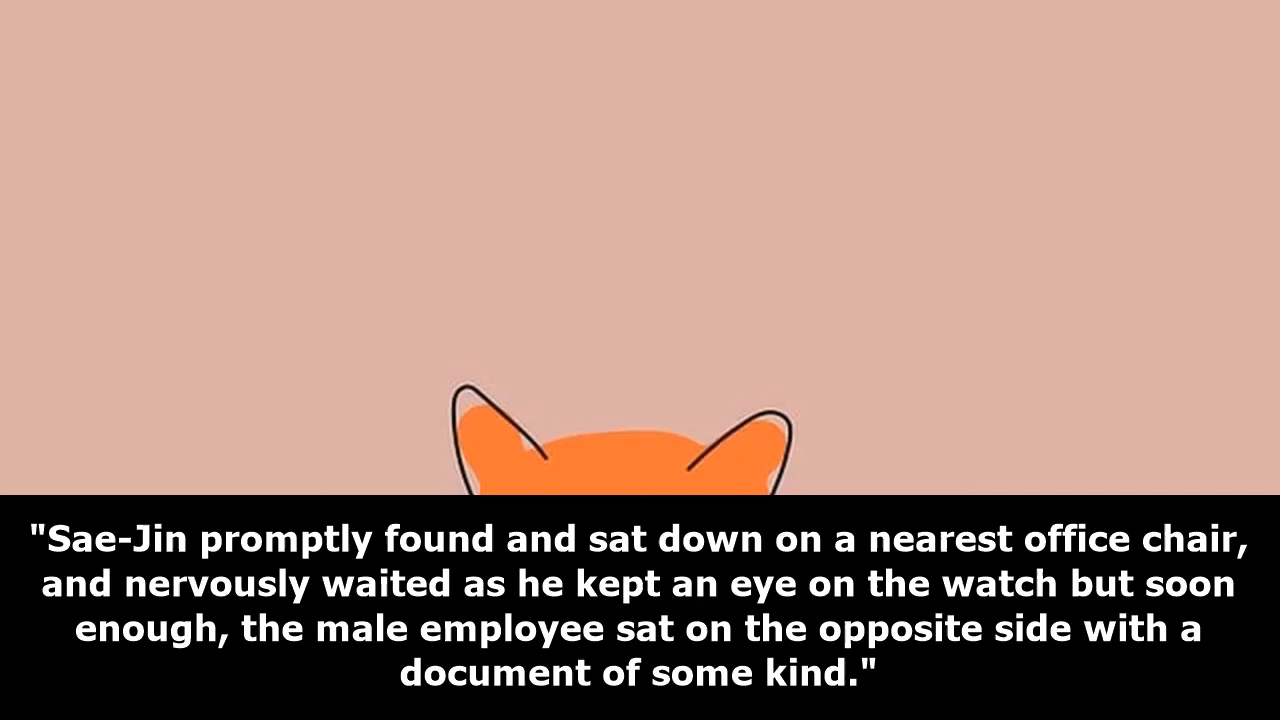 "Sae-Jin promptly found and sat down on a nearest office chair,
and nervously waited as he kept an eye on the watch but soon
enough, the male employee sat on the opposite side with a
document of some kind."